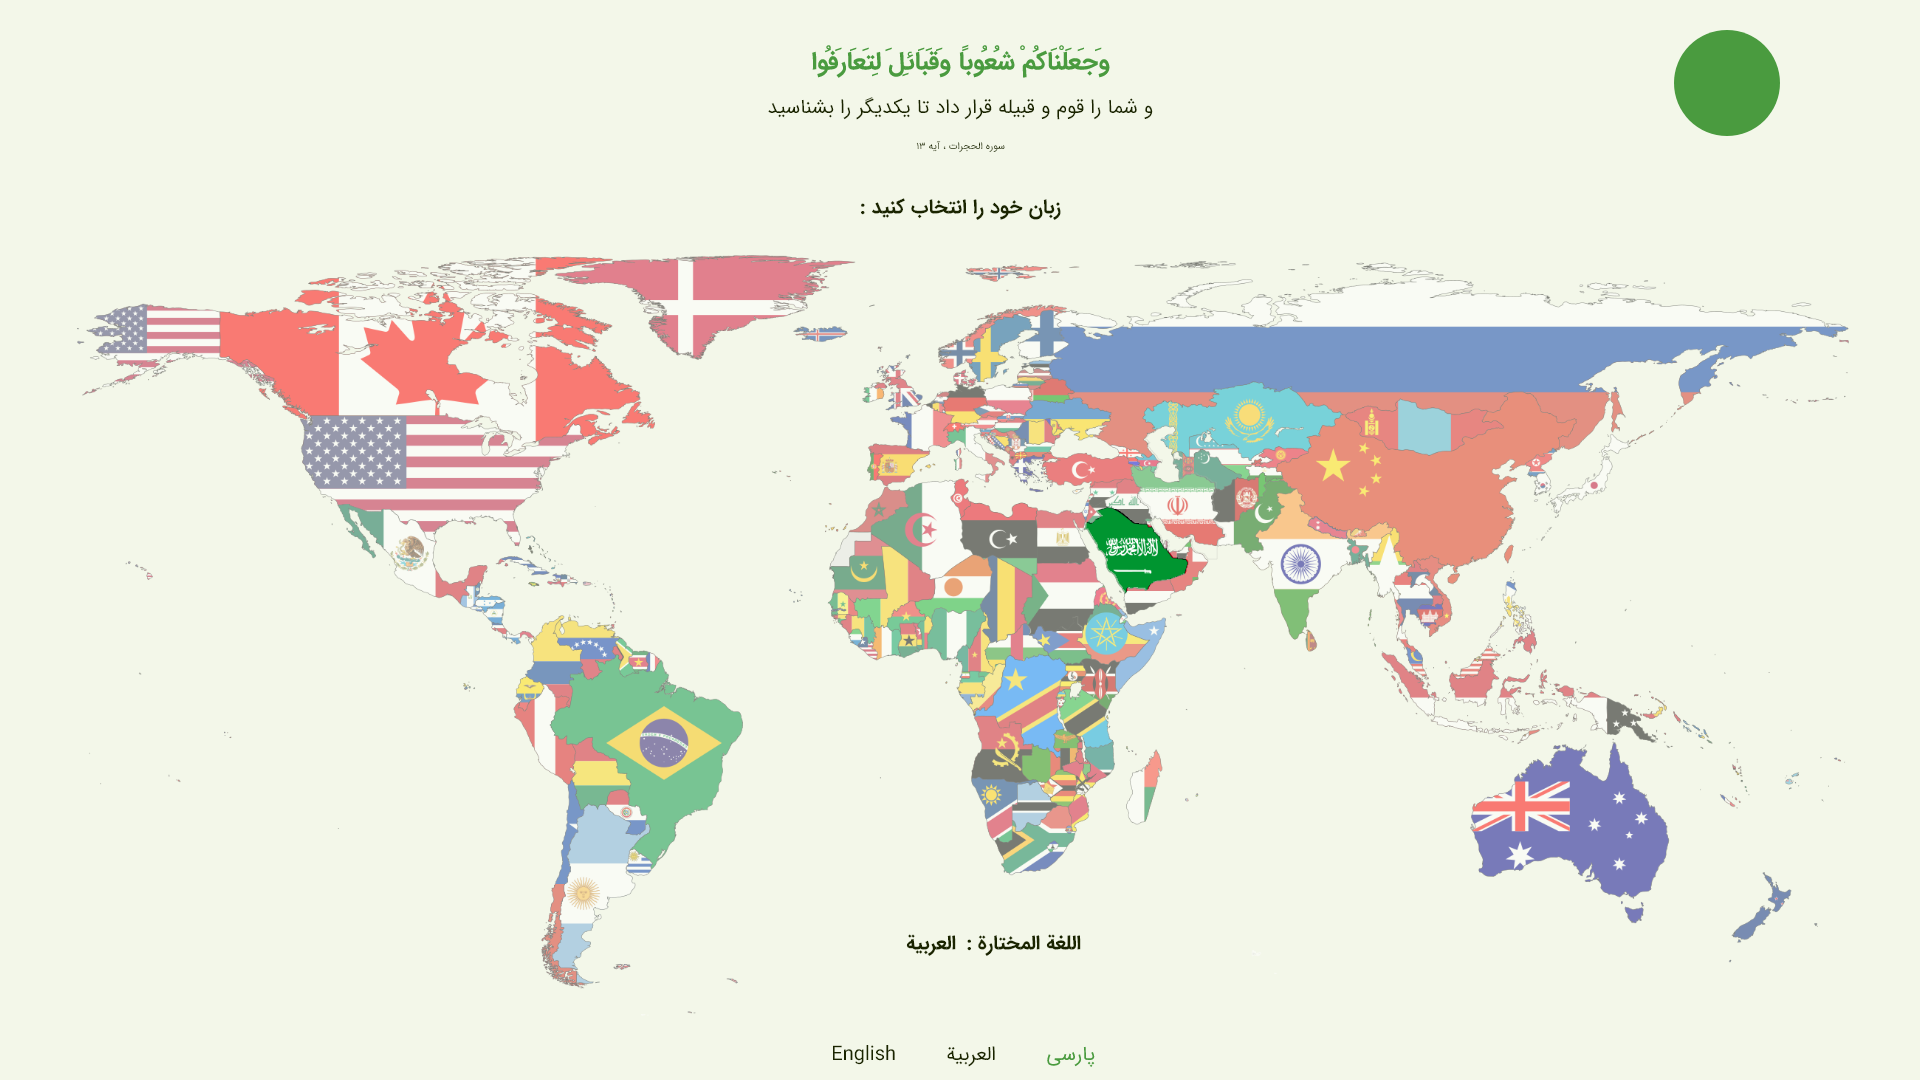 وَجَعَلْنَاكُمْ شُعُوباً وَقَبَائِلَ لِتَعَارَفُوا
و شما را قوم و قبیله قرار داد تا یکدیگر را بشناسید
سوره الحجرات ، آیه ۱۳
زبان خود را انتخاب کنید :
اللغة المختارة : العربية
پارسی العربية English